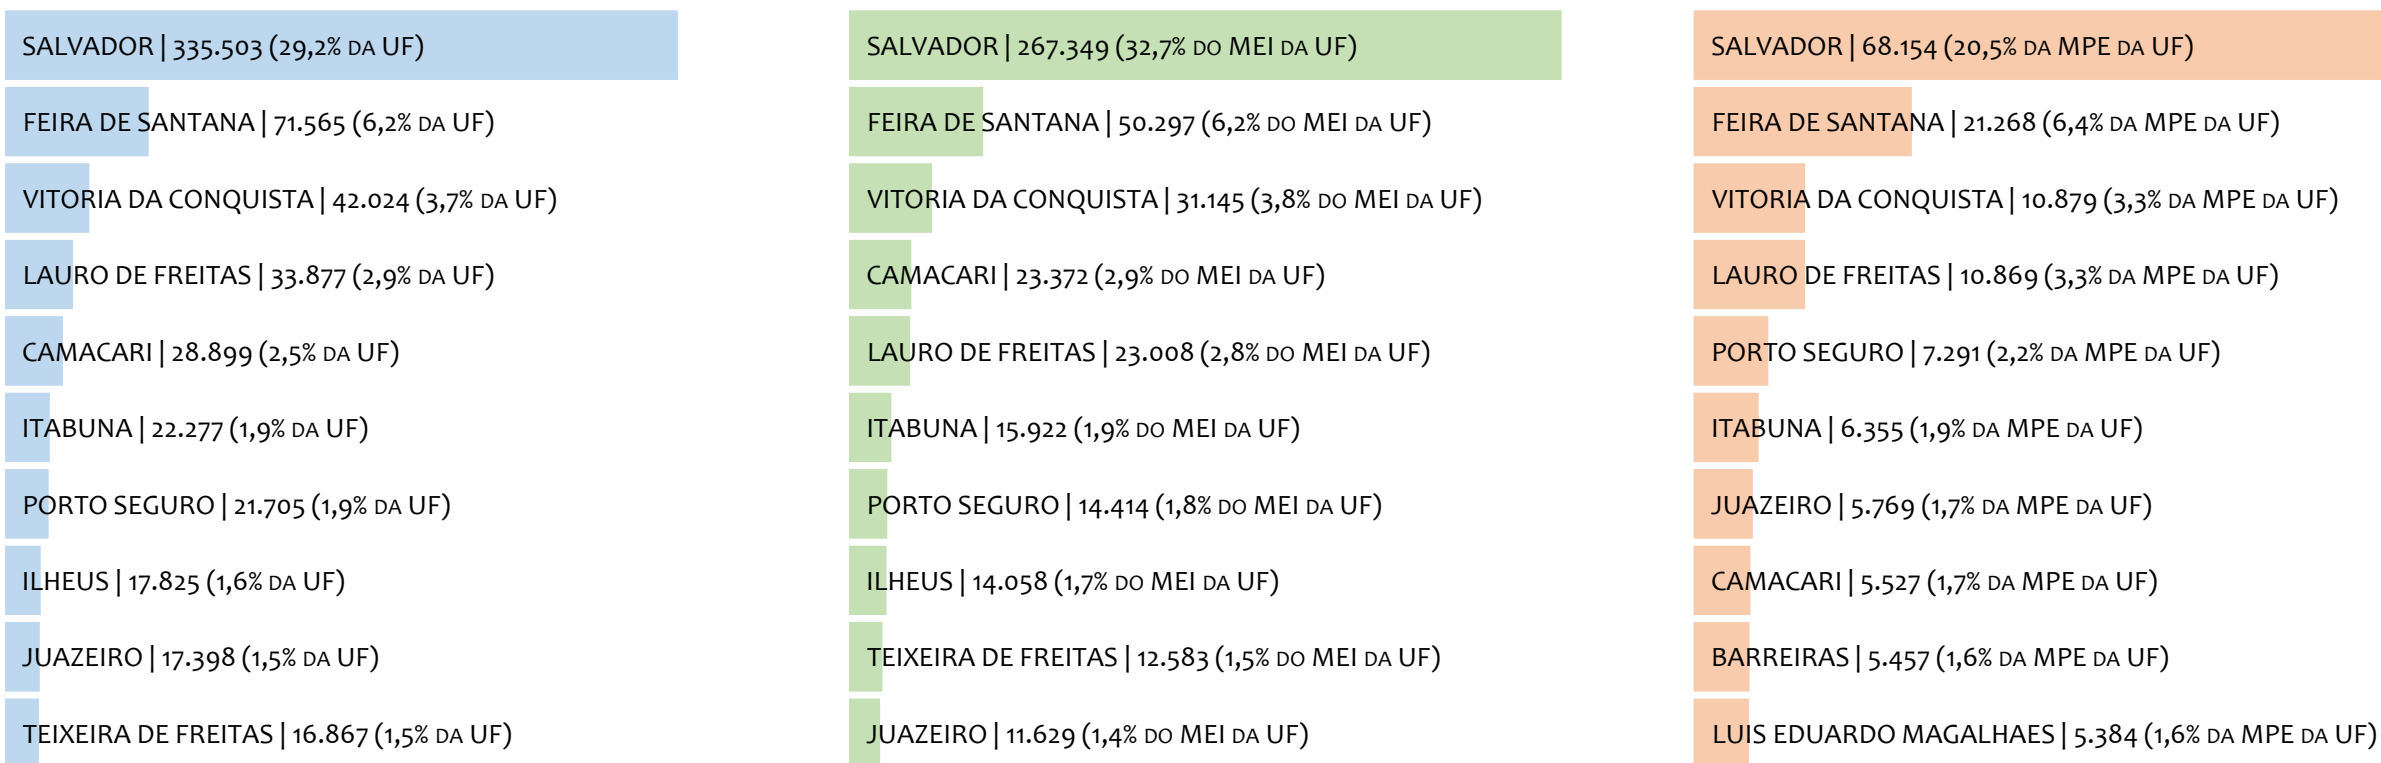 SALVADOR | 335.503 (29,2% DA UF)
FEIRA DE SANTANA | 71.565 (6,2% DA UF)
VITORIA DA CONQUISTA | 42.024 (3,7% DA UF)
LAURO DE FREITAS | 33.877 (2,9% DA UF)
CAMACARI | 28.899 (2,5% DA UF)
ITABUNA | 22.277 (1,9% DA UF)
PORTO SEGURO | 21.705 (1,9% DA UF)
ILHEUS | 17.825 (1,6% DA UF)
JUAZEIRO | 17.398 (1,5% DA UF)
TEIXEIRA DE FREITAS | 16.867 (1,5% DA UF)
SALVADOR | 267.349 (32,7% DO MEI DA UF)
FEIRA DE SANTANA | 50.297 (6,2% DO MEI DA UF)
VITORIA DA CONQUISTA | 31.145 (3,8% DO MEI DA UF)
CAMACARI | 23.372 (2,9% DO MEI DA UF)
LAURO DE FREITAS | 23.008 (2,8% DO MEI DA UF)
ITABUNA | 15.922 (1,9% DO MEI DA UF)
PORTO SEGURO | 14.414 (1,8% DO MEI DA UF)
ILHEUS | 14.058 (1,7% DO MEI DA UF)
TEIXEIRA DE FREITAS | 12.583 (1,5% DO MEI DA UF)
JUAZEIRO | 11.629 (1,4% DO MEI DA UF)
SALVADOR | 68.154 (20,5% DA MPE DA UF)
FEIRA DE SANTANA | 21.268 (6,4% DA MPE DA UF)
VITORIA DA CONQUISTA | 10.879 (3,3% DA MPE DA UF)
LAURO DE FREITAS | 10.869 (3,3% DA MPE DA UF)
PORTO SEGURO | 7.291 (2,2% DA MPE DA UF)
ITABUNA | 6.355 (1,9% DA MPE DA UF)
JUAZEIRO | 5.769 (1,7% DA MPE DA UF)
CAMACARI | 5.527 (1,7% DA MPE DA UF)
BARREIRAS | 5.457 (1,6% DA MPE DA UF)
LUIS EDUARDO MAGALHAES | 5.384 (1,6% DA MPE DA UF)